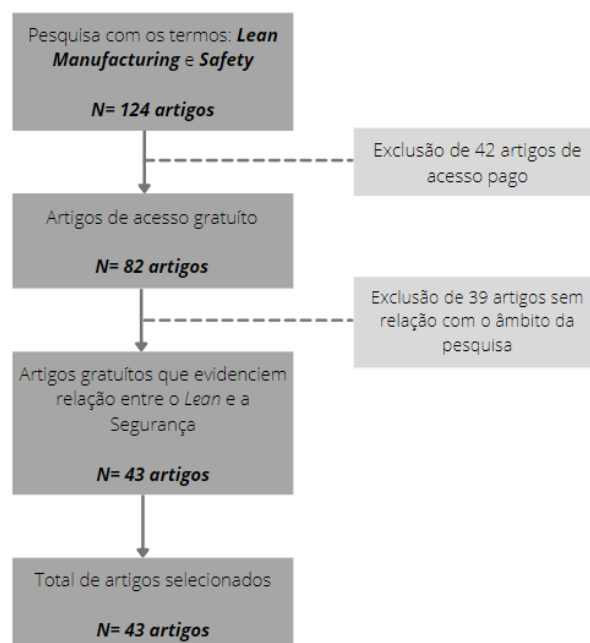 Pesquisa com os termos: Lean
Manufacturing e Safety
N= 124 artigos
Exclusão de 42 artigos de
acesso pago
Artigos de acesso gratuíto
N= 82 artigos
Exclusão de 39 artigos sem
relação com o âmbito da
pesquisa
Artigos gratuítos que evidenciem
relação entre o Lean e a
Segurança
N= 43 artigos
Total de artigos selecionados
N= 43 artigos